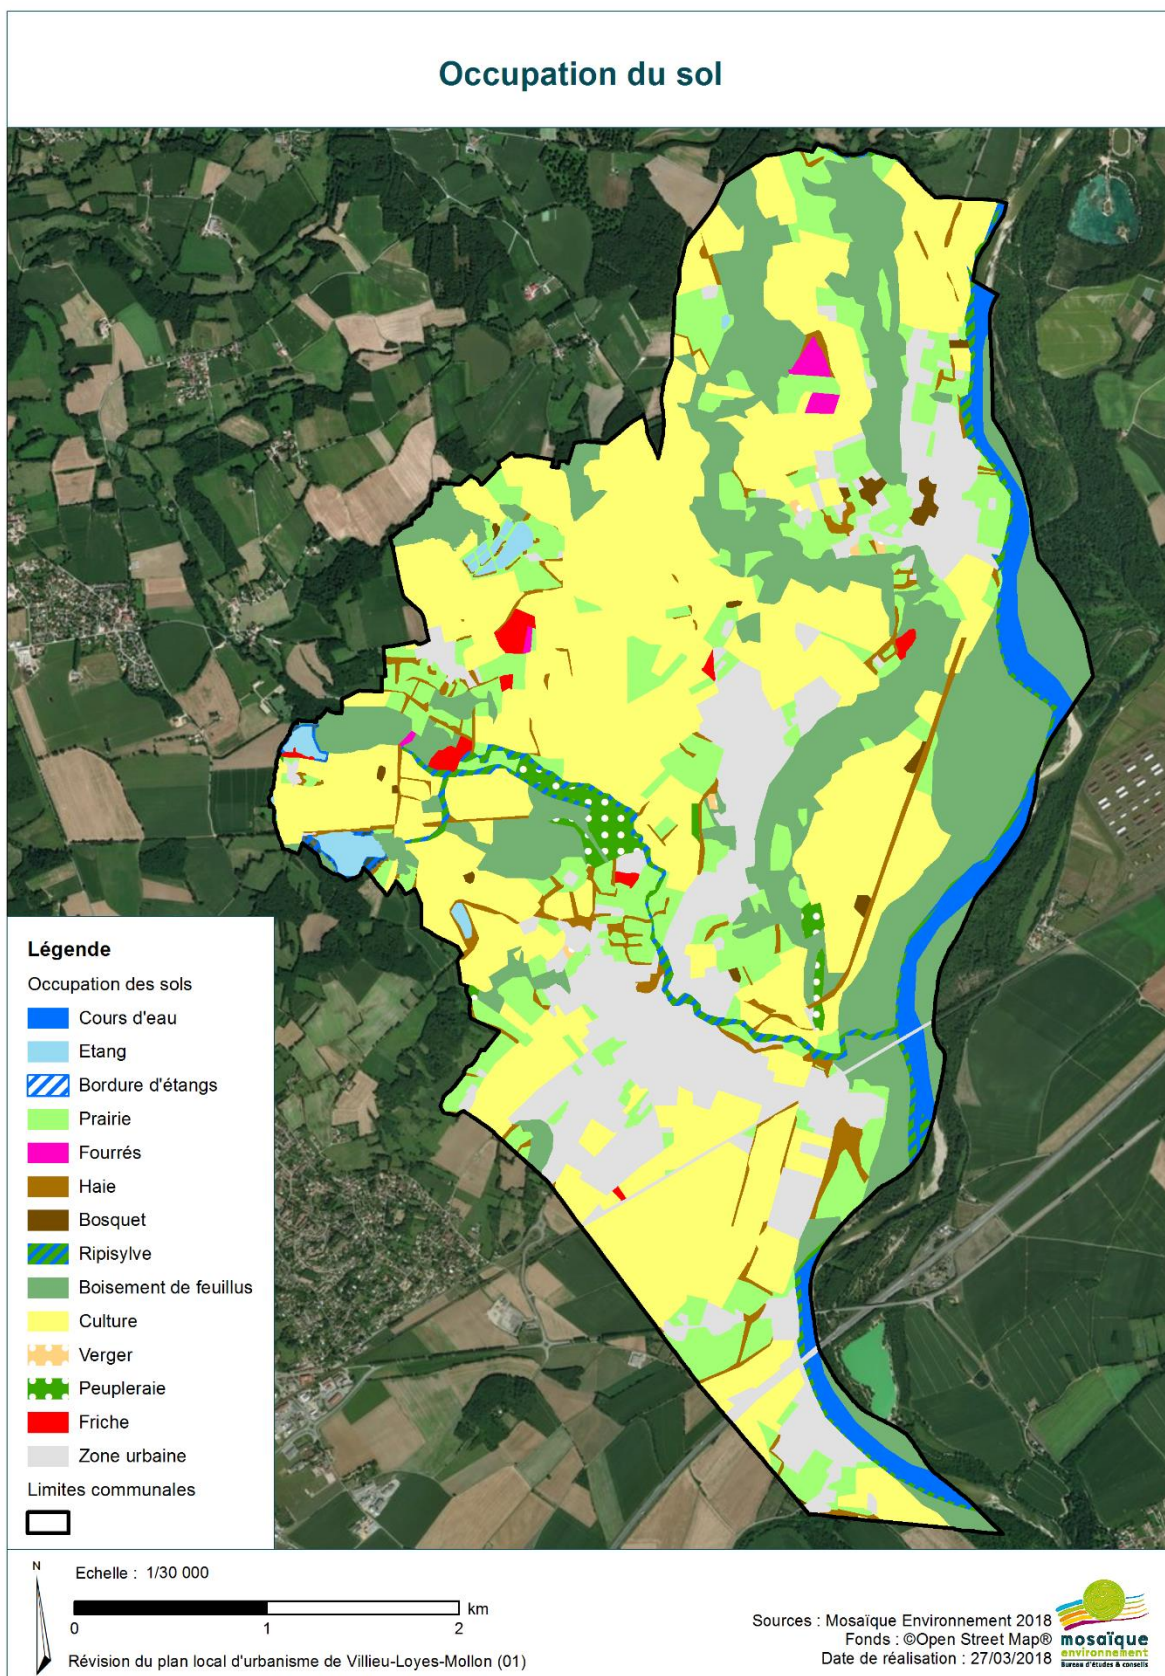 Occupation du sol
Légende
Occupation des sols
Cours d'eau
Etang
Bordure d'étangs
Prairie
Fourrés
Haie
Bosquet
Ripisylve
Boisement de feuillus
Culture
Verger
Peupleraie
Friche
Zone urbaine
Limites communales
N
Echelle : 1/30 000
km
0 1 2
Révision du plan local d'urbanisme de Villieu-Loyes-Mollon (01)
Sources : Mosaïque Environnement 2018
Fonds : ©Open Street Map®
Date de réalisation : 27/03/2018
mosaïque
environnement
Bureau d'études & conseils